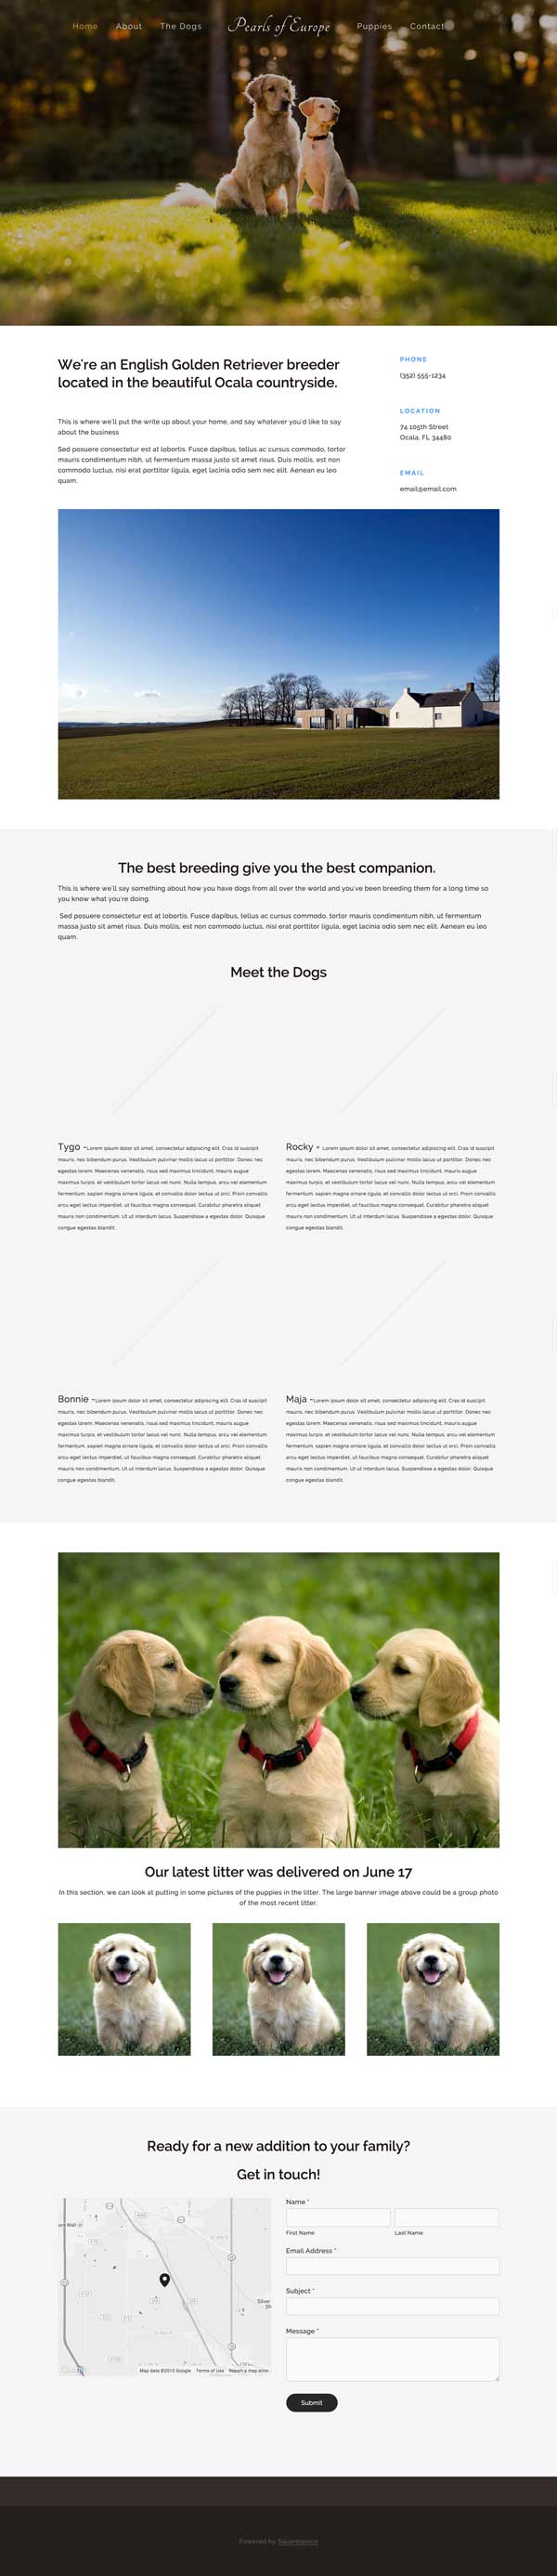 Home About The Dogs Pearls of Europe Puppies Contact
We're an English Golden Retriever breeder
located in the beautiful Ocala countryside.
This is where we'll put the write up about your home, and say whatever you'd like to say
about the business
Sed posuere consectetur est at lobortis. Fusce dapibus, tellus ac cursus commodo, tortor
mauris condimentum nibh, ut fermentum massa justo sit amet risus. Duis mollis, est non
commodo luctus, nisi erat porttitor ligula, eget lacinia odio sem nec elit. Aenean eu leo
quam.
PHONE
(352) 555-1234
LOCATION
74 105th Street
Ocala, FL 34480
EMAIL
email@email.com
The best breeding give you the best companion.
This is where we'll say something about how you have dogs from all over the world and you've been breeding them for a long time so
you know what you're doing.
Sed posuere consectetur est at lobortis. Fusce dapibus, tellus ac cursus commodo, tortor mauris condimentum nibh, ut fermentum
massa justo sit amet risus. Duis mollis, est non commodo luctus, nisi erat porttitor ligula, eget lacinia odio sem nec elit. Aenean eu leo
quam.
Meet the Dogs
Tygo -Lorem ipsum dolor sit amet, consectetur adipiscing elit. Cras id suscipit
mauris, nec bibendum purus. Vestibulum pulvinar mollis lacus ut porttitor. Donec nec
egestas lorem. Maecenas venenatis, risus sed maximus tincidunt, mauris augue
maximus turpis, et vestibulum tortor lacus vel nunc. Nulla tempus, arcu vel elementum
fermentum, sapien magna ornare ligula, et convallis dolor lectus ut orci. Proin convallis
arcu eget lectus imperdiet, ut faucibus magna consequat. Curabitur pharetra aliquet
mauris non condimentum. Ut ut interdum lacus. Suspendisse a egestas dolor. Quisque
congue egestas blandit.
Rocky - Lorem ipsum dolor sit amet, consectetur adipiscing elit. Cras id suscipit
mauris, nec bibendum purus. Vestibulum pulvinar mollis lacus ut porttitor. Donec nec
egestas lorem. Maecenas venenatis, risus sed maximus tincidunt, mauris augue
maximus turpis, et vestibulum tortor lacus vel nunc. Nulla tempus, arcu vel elementum
fermentum, sapien magna ornare ligula, et convallis dolor lectus ut orci. Proin convallis
arcu eget lectus imperdiet, ut faucibus magna consequat. Curabitur pharetra aliquet
mauris non condimentum. Ut ut interdum lacus. Suspendisse a egestas dolor. Quisque
congue egestas blandit.
Bonnie -Lorem ipsum dolor sit amet, consectetur adipiscing elit. Cras id suscipit
mauris, nec bibendum purus. Vestibulum pulvinar mollis lacus ut porttitor. Donec nec
egestas lorem. Maecenas venenatis, risus sed maximus tincidunt, mauris augue
maximus turpis, et vestibulum tortor lacus vel nunc. Nulla tempus, arcu vel elementum
fermentum, sapien magna ornare ligula, et convallis dolor lectus ut orci. Proin convallis
arcu eget lectus imperdiet, ut faucibus magna consequat. Curabitur pharetra aliquet
mauris non condimentum. Ut ut interdum lacus. Suspendisse a egestas dolor. Quisque
congue egestas blandit.
Maja -Lorem ipsum dolor sit amet, consectetur adipiscing elit. Cras id suscipit
mauris, nec bibendum purus. Vestibulum pulvinar mollis lacus ut porttitor. Donec nec
egestas lorem. Maecenas venenatis, risus sed maximus tincidunt, mauris augue
maximus turpis, et vestibulum tortor lacus vel nunc. Nulla tempus, arcu vel elementum
fermentum, sapien magna ornare ligula, et convallis dolor lectus ut orci. Proin convallis
arcu eget lectus imperdiet, ut faucibus magna consequat. Curabitur pharetra aliquet
mauris non condimentum. Ut ut interdum lacus. Suspendisse a egestas dolor. Quisque
congue egestas blandit.
Our latest litter was delivered on June 17
In this section, we can look at putting in some pictures of the puppies in the litter. The large banner image above could be a group photo
of the most recent litter.
Ready for a new addition to your family?
Get in touch!
Silver
Sh
Google
Map data ©2015 Google Terms of Use Report a map error
Name *
First Name Last Name
Email Address *
Subject *
Message *
Submit
Powered by Squarespace